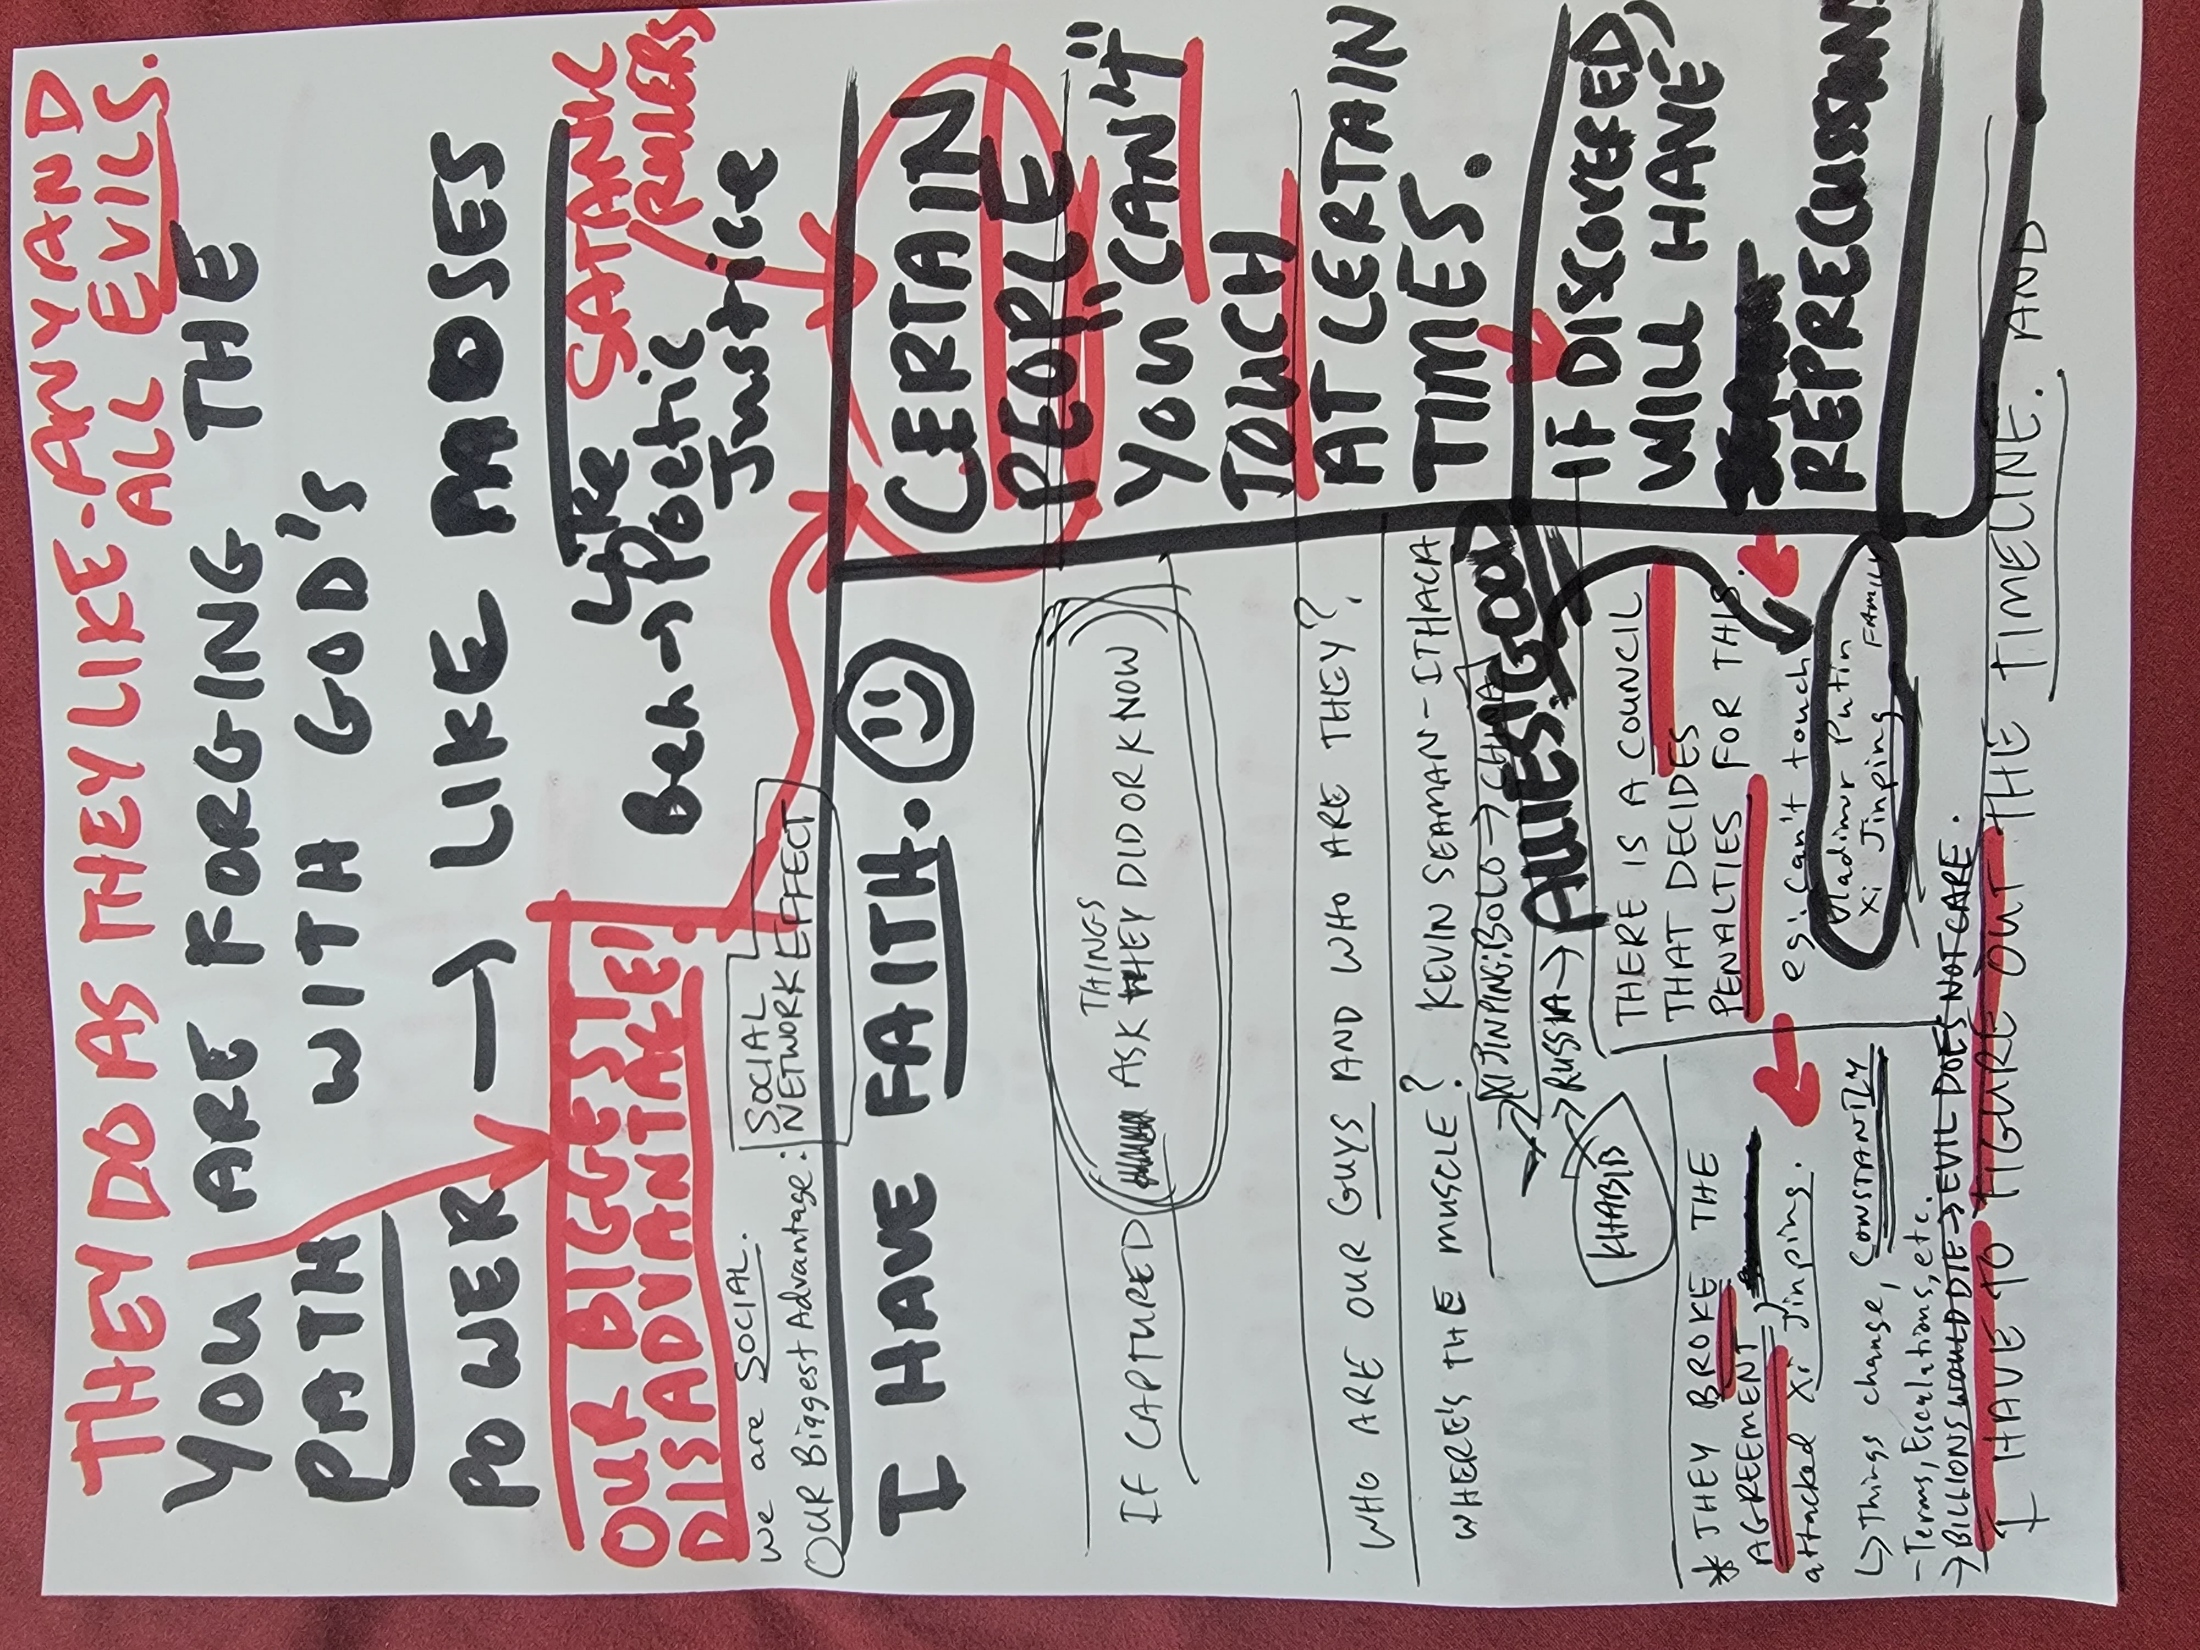 THEY DO AS THEY LIKE - ANY AND
ALL EVILS.
YOU ARE FORGING THE
PATH WITH GOD'S
POWER → LIKE MOSES
OUR BIGGEST
DISADVANTAGE!
Like
Ben → Poetic
Justice
SATANIC
RULERS
We are SOCIAL.
OUR Biggest Advantage:
SOCIAL
NETWORK EFFECT
I HAVE FAITH.
CERTAIN
PEOPLE
YOU "CAN'T"
TOUCH
AT CERTAIN
TIMES.
THINGS
IF CAPTURED ASK THEY DID OR KNOW
WHO ARE OUR GUYS AND WHO ARE THEY?
WHERE'S THE MUSCLE? KEVIN SEAMAN - ITHACA
XI JINPING: BOLO → CHINA
RUSSIA → ALLIES! GOOD
KHABIB
IF DISCOVERED,
WILL HAVE
REPRECUSSIONS
THERE IS A COUNCIL
THAT DECIDES
PENALTIES FOR THIS.
eg: Can't touch
Vladimir Putin
Xi Jinping FAMILY
* THEY BROKE THE
AGREEMENT,
attacked Xi Jinping.
↳ Things change, CONSTANTLY
- Terms, Escalations, etc.
→ BILLIONS WOULD DIE → EVIL DOES NOT CARE.
I HAVE TO FIGURE OUT THE TIMELINE. AND